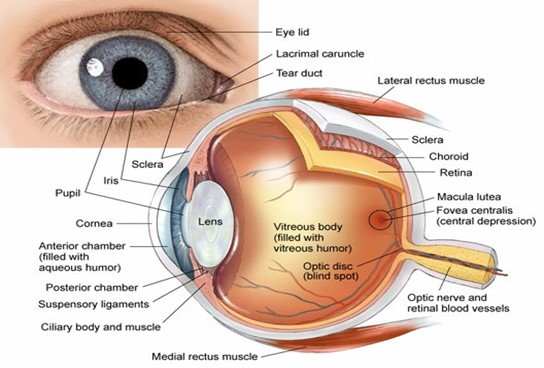 Eye lid
Lacrimal caruncle
Tear duct
Lateral rectus muscle
Sclera
Sclera
Choroid
Retina
Iris
Pupil
Macula lutea
Fovea centralis
(central depression)
Cornea
Lens
Vitreous body
(filled with
vitreous humor)
Anterior chamber
(filled with
aqueous humor)
Optic disc
(blind spot)
Posterior chamber
Suspensory ligaments
Optic nerve and
retinal blood vessels
Ciliary body and muscle
Medial rectus muscle